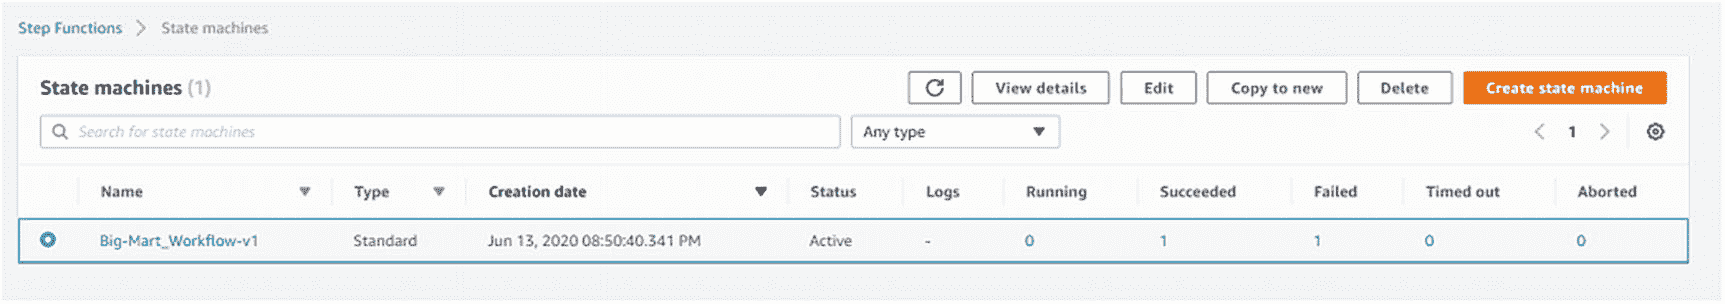 Step Functions > State machines
State machines (1) View details Edit Copy to new Delete Create state machine
Search for state machines Any type 1
Name Type Creation date Status Logs Running Succeeded Failed Timed out Aborted
Big-Mart_Workflow-v1 Standard Jun 13, 2020 08:50:40.341 PM Active - 0 1 1 0 0